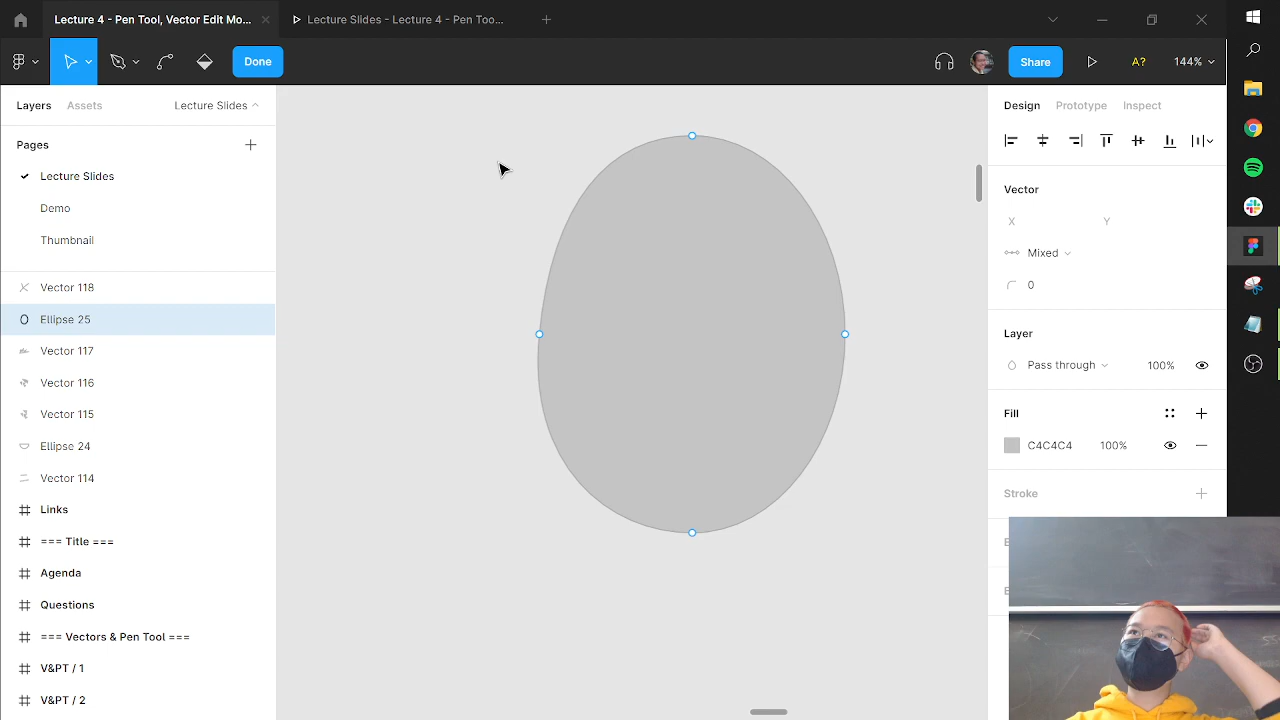 Lecture 4 - Pen Tool, Vector Edit Mo...
Lecture Slides - Lecture 4 - Pen Too...
Done
Share
A?
144%
Layers
Assets
Lecture Slides
Design
Prototype
Inspect
Pages
Lecture Slides
Demo
Thumbnail
Vector 118
Ellipse 25
Vector 117
Vector 116
Vector 115
Ellipse 24
Vector 114
Links
=== Title ===
Agenda
Questions
=== Vectors & Pen Tool ===
V&PT / 1
V&PT / 2
Vector
X
Y
Mixed
0
Layer
Pass through
100%
Fill
C4C4C4
100%
Stroke
E
E